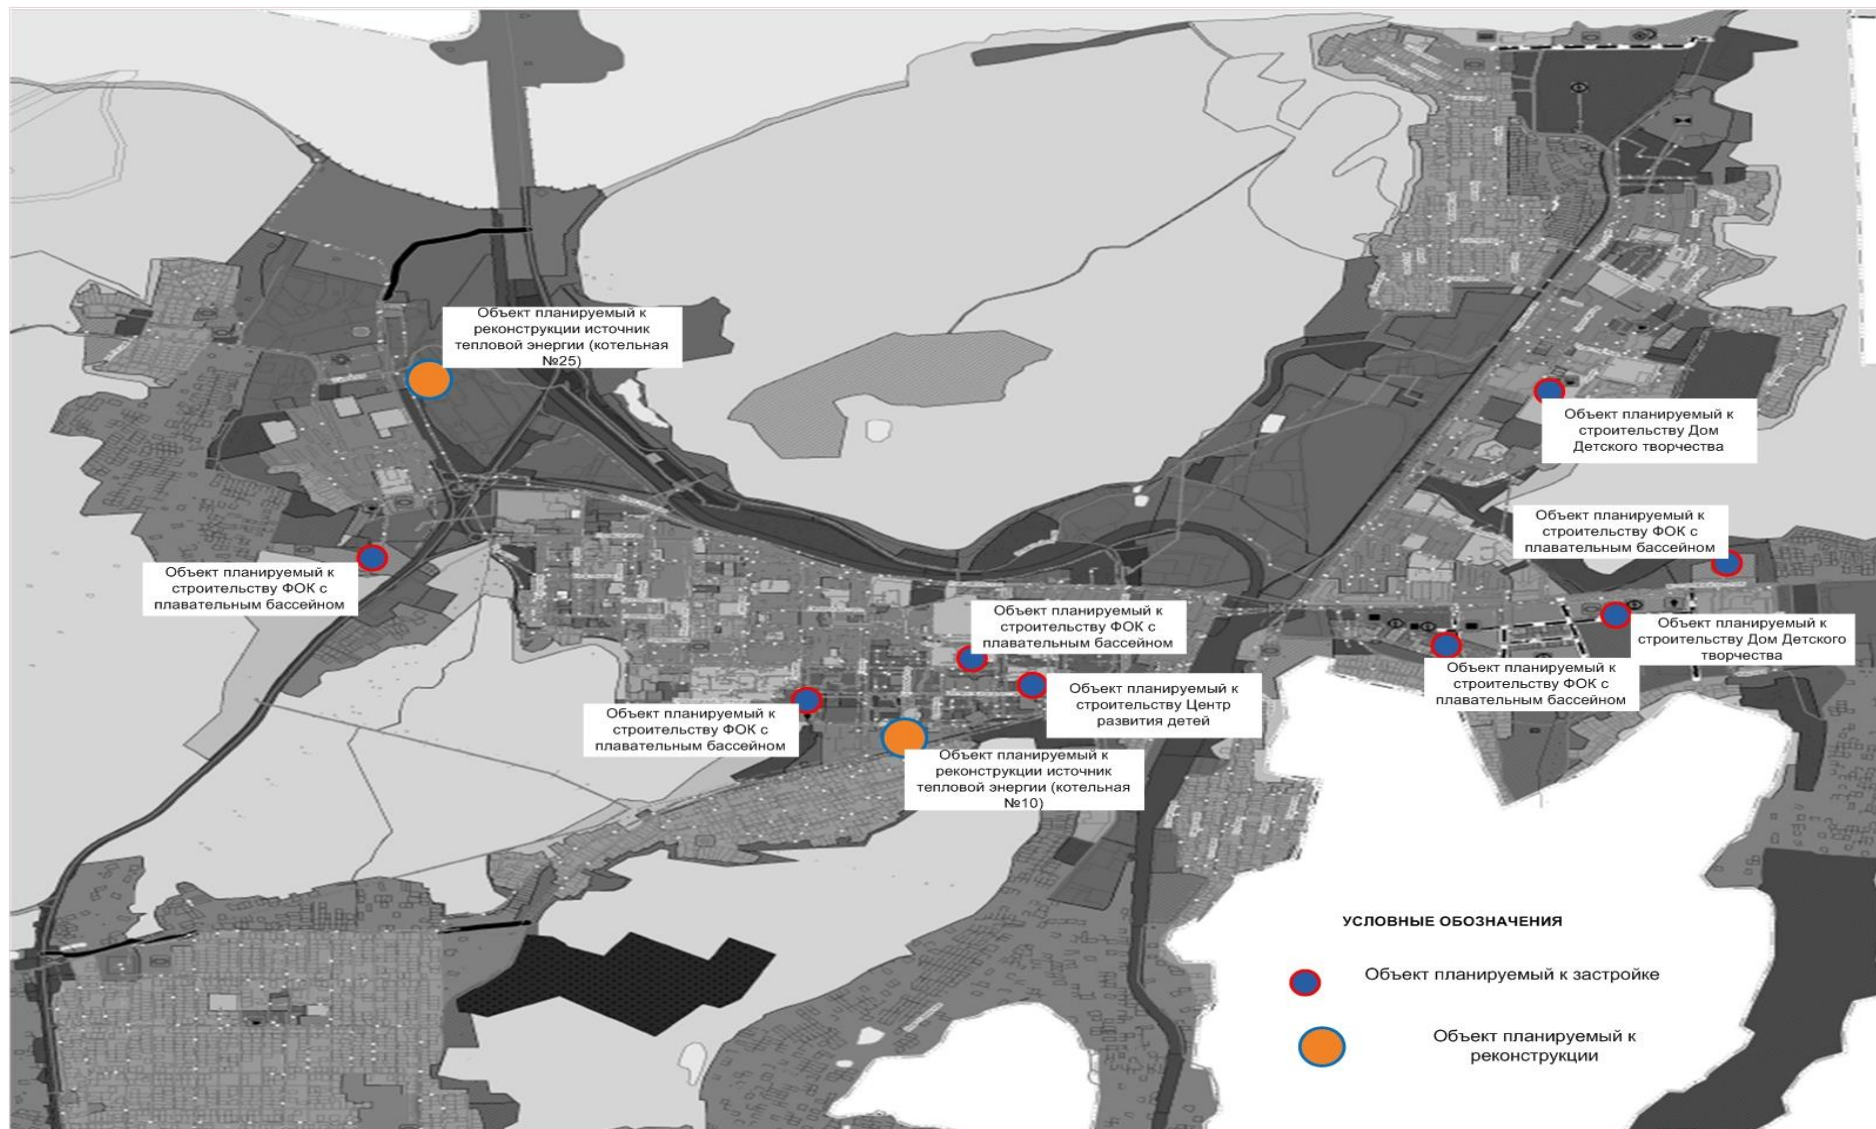 Объект планируемый к
реконструкции источник
тепловой энергии (котельная
№25)
Объект планируемый к
строительству Дом
Детского творчества
Объект планируемый к
строительству ФОК с
плавательным бассейном
Объект планируемый к
строительству ФОК с
плавательным бассейном
Объект планируемый к
строительству ФОК с
плавательным бассейном
Объект планируемый к
строительству Дом Детского
творчества
Объект планируемый к
строительству ФОК с
плавательным бассейном
Объект планируемый к
строительству Центр
развития детей
Объект планируемый к
строительству ФОК с
плавательным бассейном
Объект планируемый к
реконструкции источник
тепловой энергии (котельная
№10)
УСЛОВНЫЕ ОБОЗНАЧЕНИЯ
Объект планируемый к застройке
Объект планируемый к
реконструкции